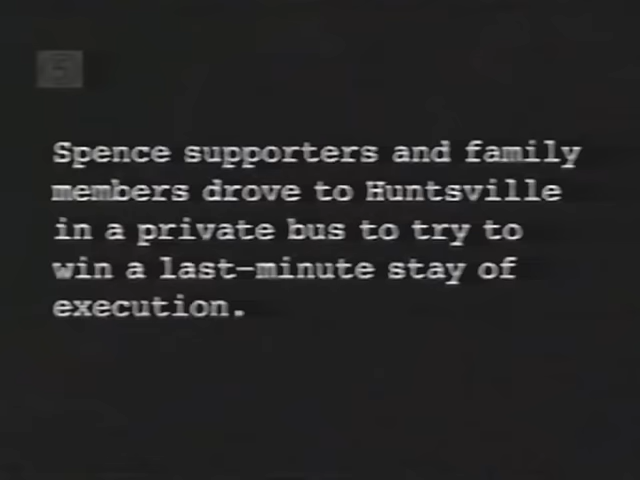 Spence supporters and family
members drove to Huntsville
in a private bus to try to
win a last-minute stay of
execution.